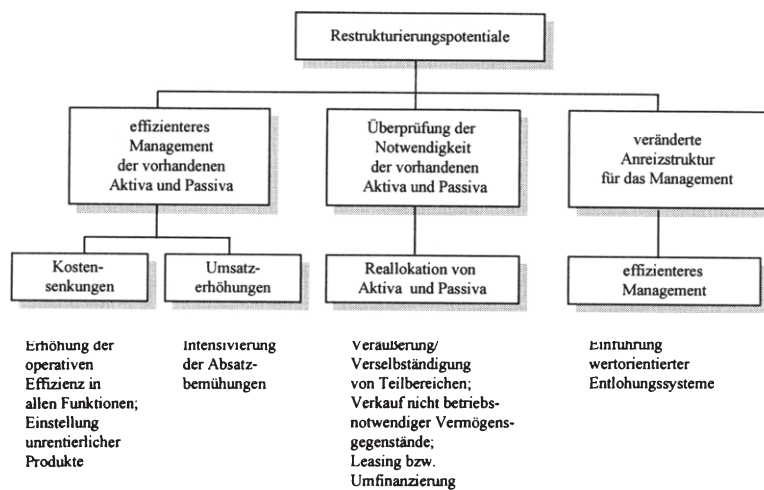 Restrukturierungspotentiale
effizienteres
Management
der vorhandenen
Aktiva und Passiva
Überprüfung der
Notwendigkeit
der vorhandenen
Aktiva und Passiva
veränderte
Anreizstruktur
für das Management
Kosten-
senkungen
Umsatz-
erhöhungen
Reallokation von
Aktiva und Passiva
effizienteres
Management
Erhöhung der
operativen
Effizienz in
allen Funktionen;
Einstellung
unrentierlicher
Produkte
Intensivierung
der Absatz-
bemühungen
Veräußerung/
Verselbständigung
von Teilbereichen;
Verkauf nicht betriebs-
notwendiger Vermögens-
gegenstände;
Leasing bzw.
Umfinanzierung
Einführung
wertorientierter
Entlohungssysteme